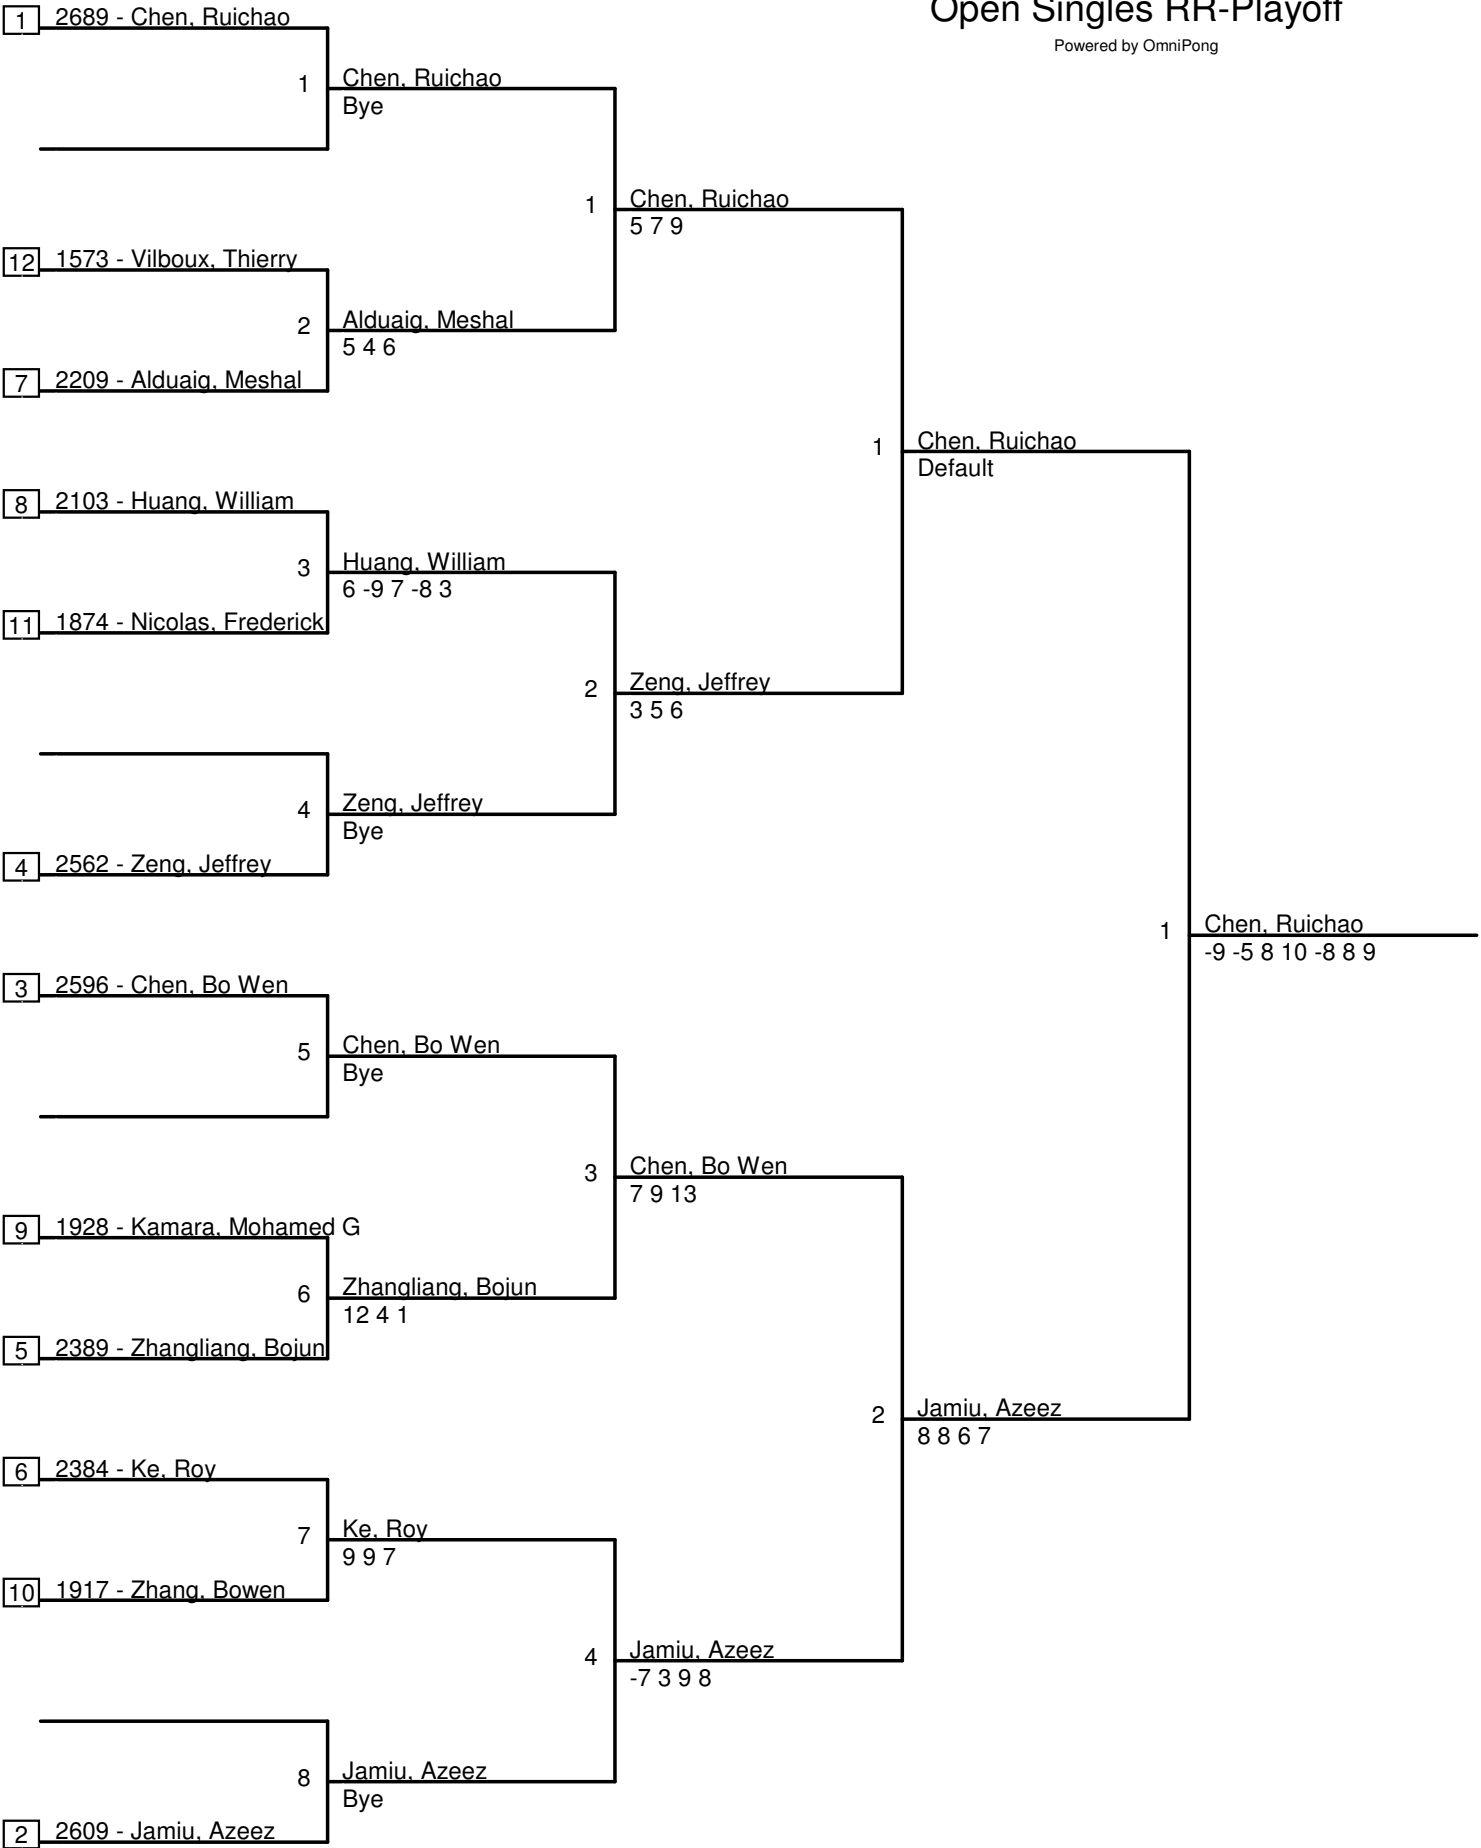 Open Singles RR-Playoff
Powered by OmniPong
1 2689 - Chen, Ruichao
1 Chen, Ruichao
Bye
1 Chen, Ruichao
5 7 9
12 1573 - Vilboux, Thierry
2 Alduaig, Meshal
5 4 6
7 2209 - Alduaig, Meshal
1 Chen, Ruichao
Default
8 2103 - Huang, William
3 Huang, William
6 -9 7 -8 3
11 1874 - Nicolas, Frederick
2 Zeng, Jeffrey
3 5 6
4 Zeng, Jeffrey
Bye
4 2562 - Zeng, Jeffrey
1 Chen, Ruichao
-9 -5 8 10 -8 8 9
3 2596 - Chen, Bo Wen
5 Chen, Bo Wen
Bye
3 Chen, Bo Wen
7 9 13
9 1928 - Kamara, Mohamed G
6 Zhangliang, Bojun
12 4 1
5 2389 - Zhangliang, Bojun
2 Jamiu, Azeez
8 8 6 7
6 2384 - Ke, Roy
7 Ke, Roy
9 9 7
10 1917 - Zhang, Bowen
4 Jamiu, Azeez
-7 3 9 8
8 Jamiu, Azeez
Bye
2 2609 - Jamiu, Azeez